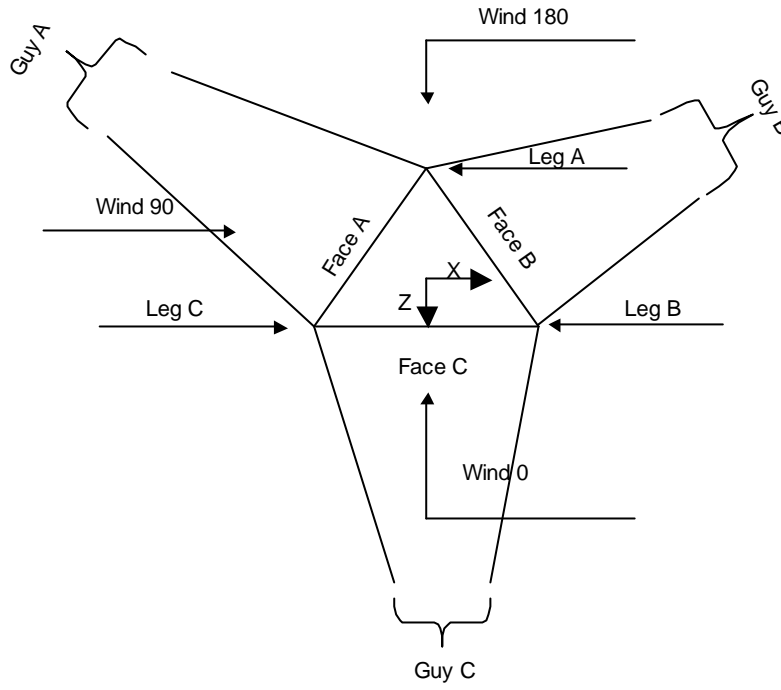 Wind 180
Guy A
Guy
Leg A
Wind 90
Face A
Face B
X
Z
Leg C
Leg B
Face C
Wind 0
Guy C